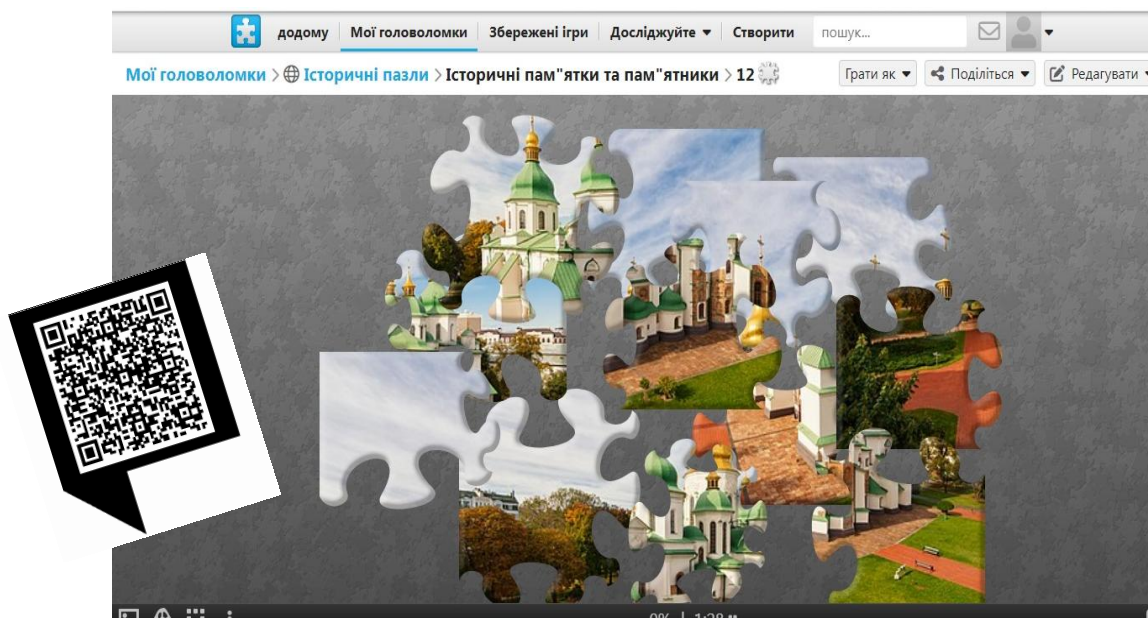 додому Мої головоломки Збережені ігри Досліджуйте Створити пошук...
Мої головоломки > Історичні пазли > Історичні пам"ятки та пам"ятники > 12 Грати як Поділіться Редагувати
0% | 1:28